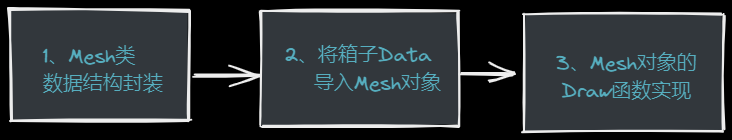 1、Mesh类
数据结构封装
2、将箱子Data
导入Mesh对象
3、Mesh对象的
Draw函数实现